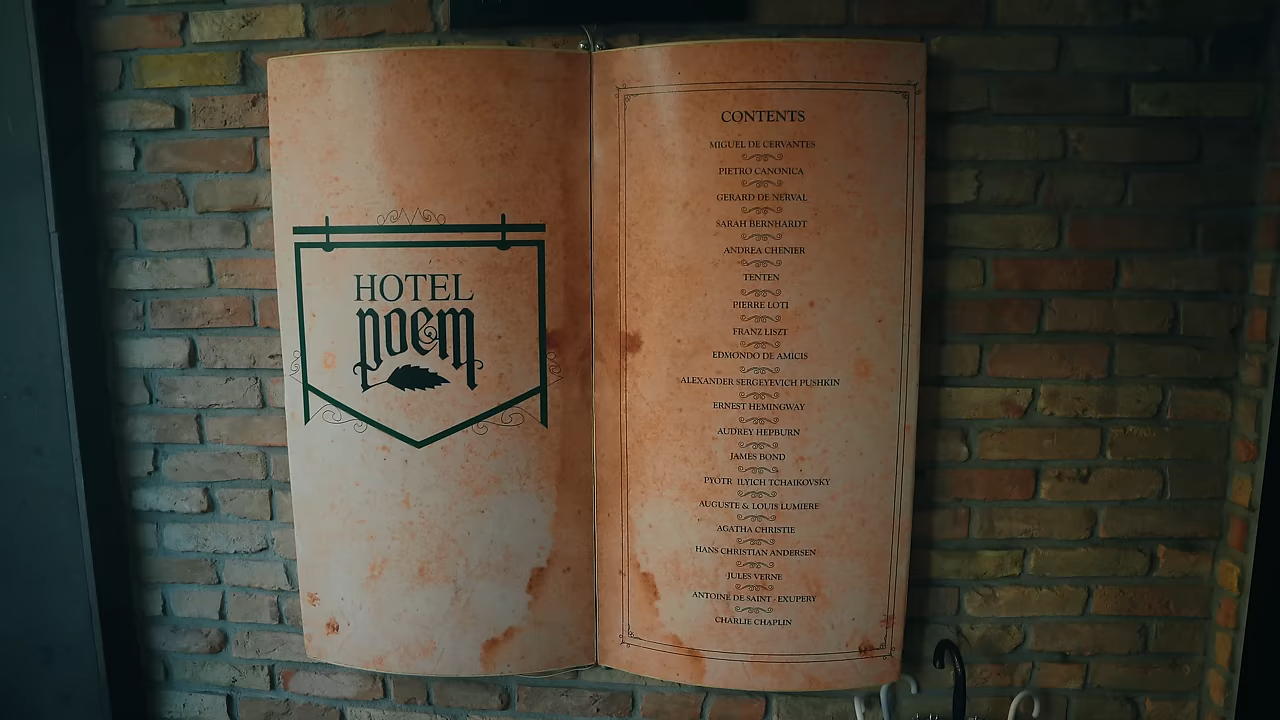 HOTEL
poem
CONTENTS
MIGUEL DE CERVANTES
PIETRO CANONICA
GERARD DE NERVAL
SARAH BERNHARDT
ANDREA CHENIER
TENTEN
PIERRE LOTI
FRANZ LISZT
EDMONDO DE AMICIS
ALEXANDER SERGEYEVICH PUSHKIN
ERNEST HEMINGWAY
AUDREY HEPBURN
JAMES BOND
PYOTR ILYICH TCHAIKOVSKY
AUGUSTE & LOUIS LUMIERE
AGATHA CHRISTIE
HANS CHRISTIAN ANDERSEN
JULES VERNE
ANTOINE DE SAINT - EXUPERY
CHARLIE CHAPLIN